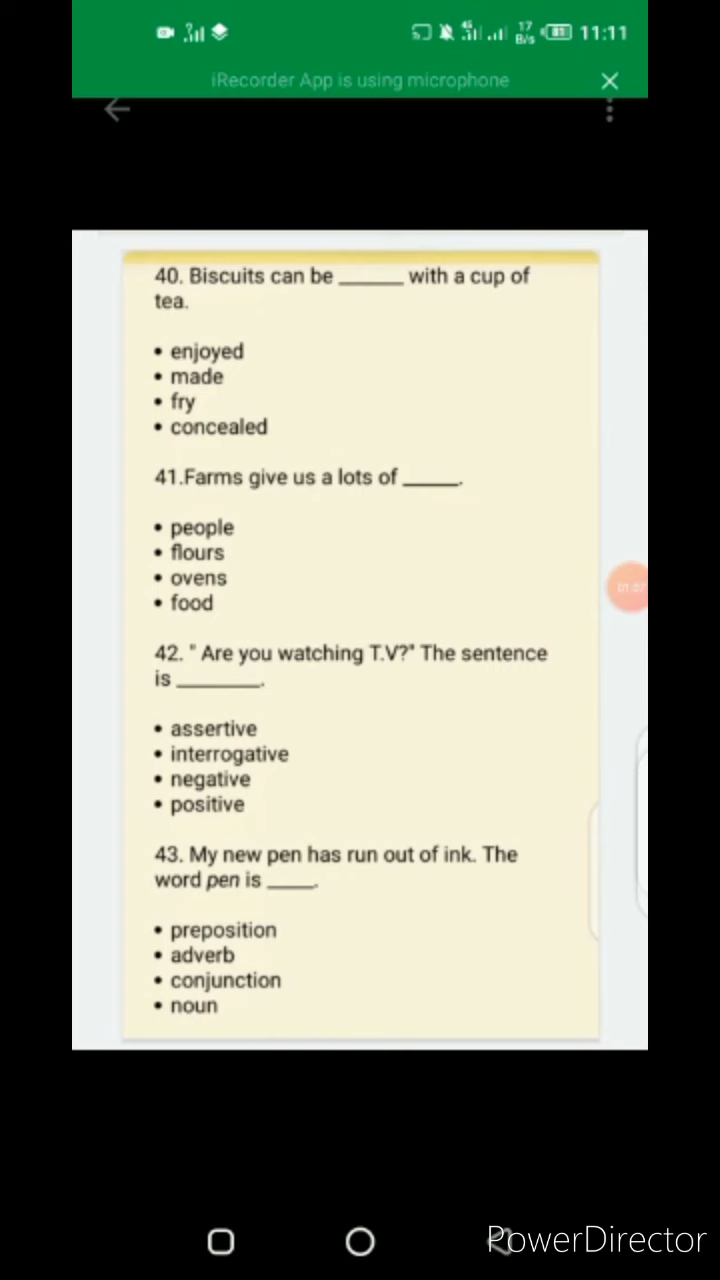 11:11
iRecorder App is using microphone
40. Biscuits can be ______ with a cup of
tea.
• enjoyed
• made
• fry
• concealed
41.Farms give us a lots of _____.
• people
• flours
• ovens
• food
42. " Are you watching T.V?" The sentence
is ________.
• assertive
• interrogative
• negative
• positive
43. My new pen has run out of ink. The
word pen is ____.
• preposition
• adverb
• conjunction
• noun
PowerDirector